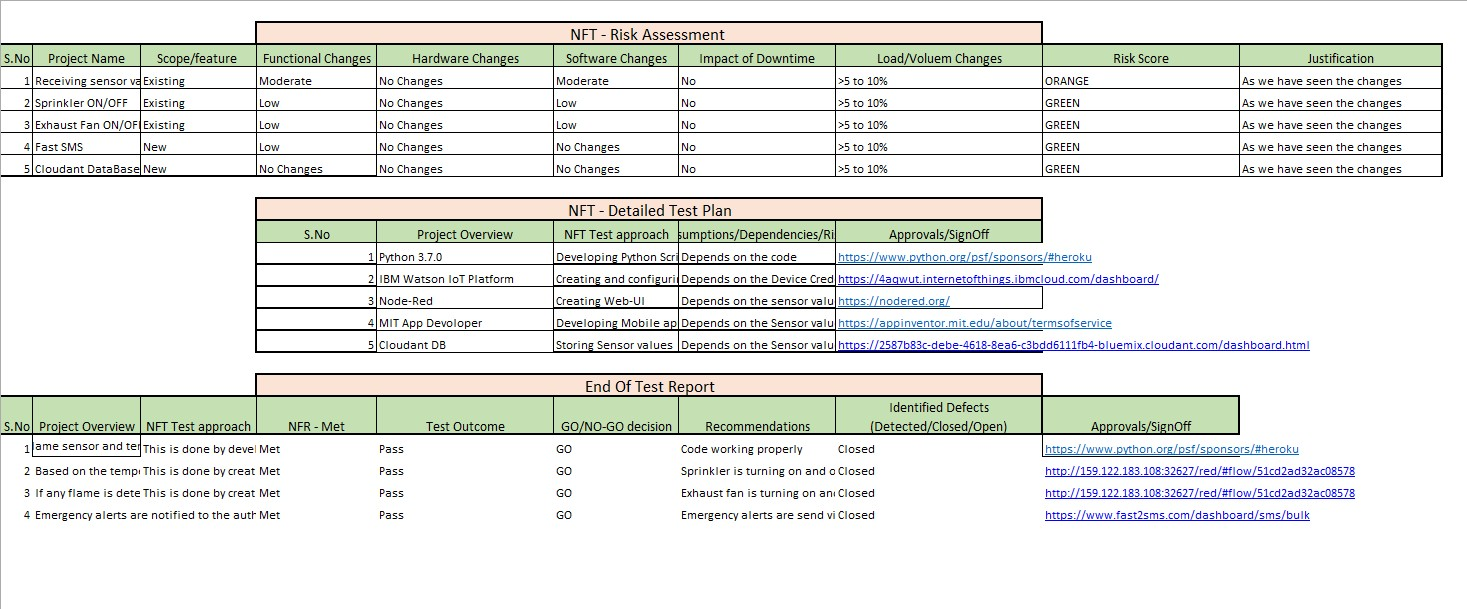 NFT - Risk Assessment
S.No Project Name Scope/feature Functional Changes Hardware Changes Software Changes Impact of Downtime Load/Voluem Changes Risk Score Justification
1 Receiving sensor va Existing Moderate No Changes Moderate No >5 to 10% ORANGE As we have seen the changes
2 Sprinkler ON/OFF Existing Low No Changes Low No >5 to 10% GREEN As we have seen the changes
3 Exhaust Fan ON/OFF Existing Low No Changes Low No >5 to 10% GREEN As we have seen the changes
4 Fast SMS New Low No Changes No Changes No >5 to 10% GREEN As we have seen the changes
5 Cloudant DataBase New No Changes No Changes No Changes No >5 to 10% GREEN As we have seen the changes
NFT - Detailed Test Plan
S.No Project Overview NFT Test approach sumptions/Dependencies/Ri Approvals/SignOff
1 Python 3.7.0 Developing Python Scri Depends on the code https://www.python.org/psf/sponsors/#heroku
2 IBM Watson IoT Platform Creating and configuri Depends on the Device Cred https://4aqwut.internetofthings.ibmcloud.com/dashboard/
3 Node-Red Creating Web-UI Depends on the sensor valu https://nodered.org/
4 MIT App Devoloper Developing Mobile ap Depends on the Sensor valu https://appinventor.mit.edu/about/termsofservice
5 Cloudant DB Storing Sensor values Depends on the Sensor valu https://2587b83c-debe-4618-8ea6-c3bdd6111fb4-bluemix.cloudant.com/dashboard.html
End Of Test Report
Identified Defects
S.No Project Overview NFT Test approach NFR - Met Test Outcome GO/NO-GO decision Recommendations (Detected/Closed/Open) Approvals/SignOff
1 lame sensor and ter This is done by devel Met Pass GO Code working properly Closed https://www.python.org/psf/sponsors/#heroku
2 Based on the tempe This is done by creat Met Pass GO Sprinkler is turning on and o Closed http://159.122.183.108:32627/red/#flow/51cd2ad32ac08578
3 If any flame is dete This is done by creat Met Pass GO Exhaust fan is turning on an Closed http://159.122.183.108:32627/red/#flow/51cd2ad32ac08578
4 Emergency alerts are notified to the auth Met Pass GO Emergency alerts are send vi Closed https://www.fast2sms.com/dashboard/sms/bulk